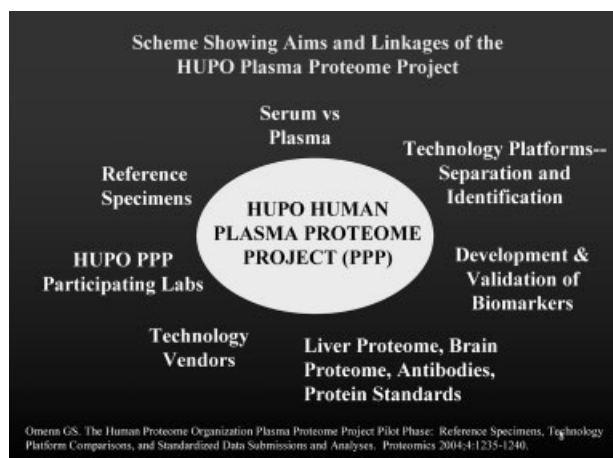 Scheme Showing Aims and Linkages of the
HUPO Plasma Proteome Project
Serum vs
Plasma
Technology Platforms--
Separation and
Identification
Reference
Specimens
HUPO HUMAN
PLASMA PROTEOME
PROJECT (PPP)
HUPO PPP
Participating Labs
Development &
Validation of
Biomarkers
Technology
Vendors
Liver Proteome, Brain
Proteome, Antibodies,
Protein Standards
Omenn GS. The Human Proteome Organization Plasma Proteome Project Pilot Phase: Reference Specimens, Technology
Platform Comparisons, and Standardized Data Submissions and Analyses. Proteomics 2004;4:1235-1240.